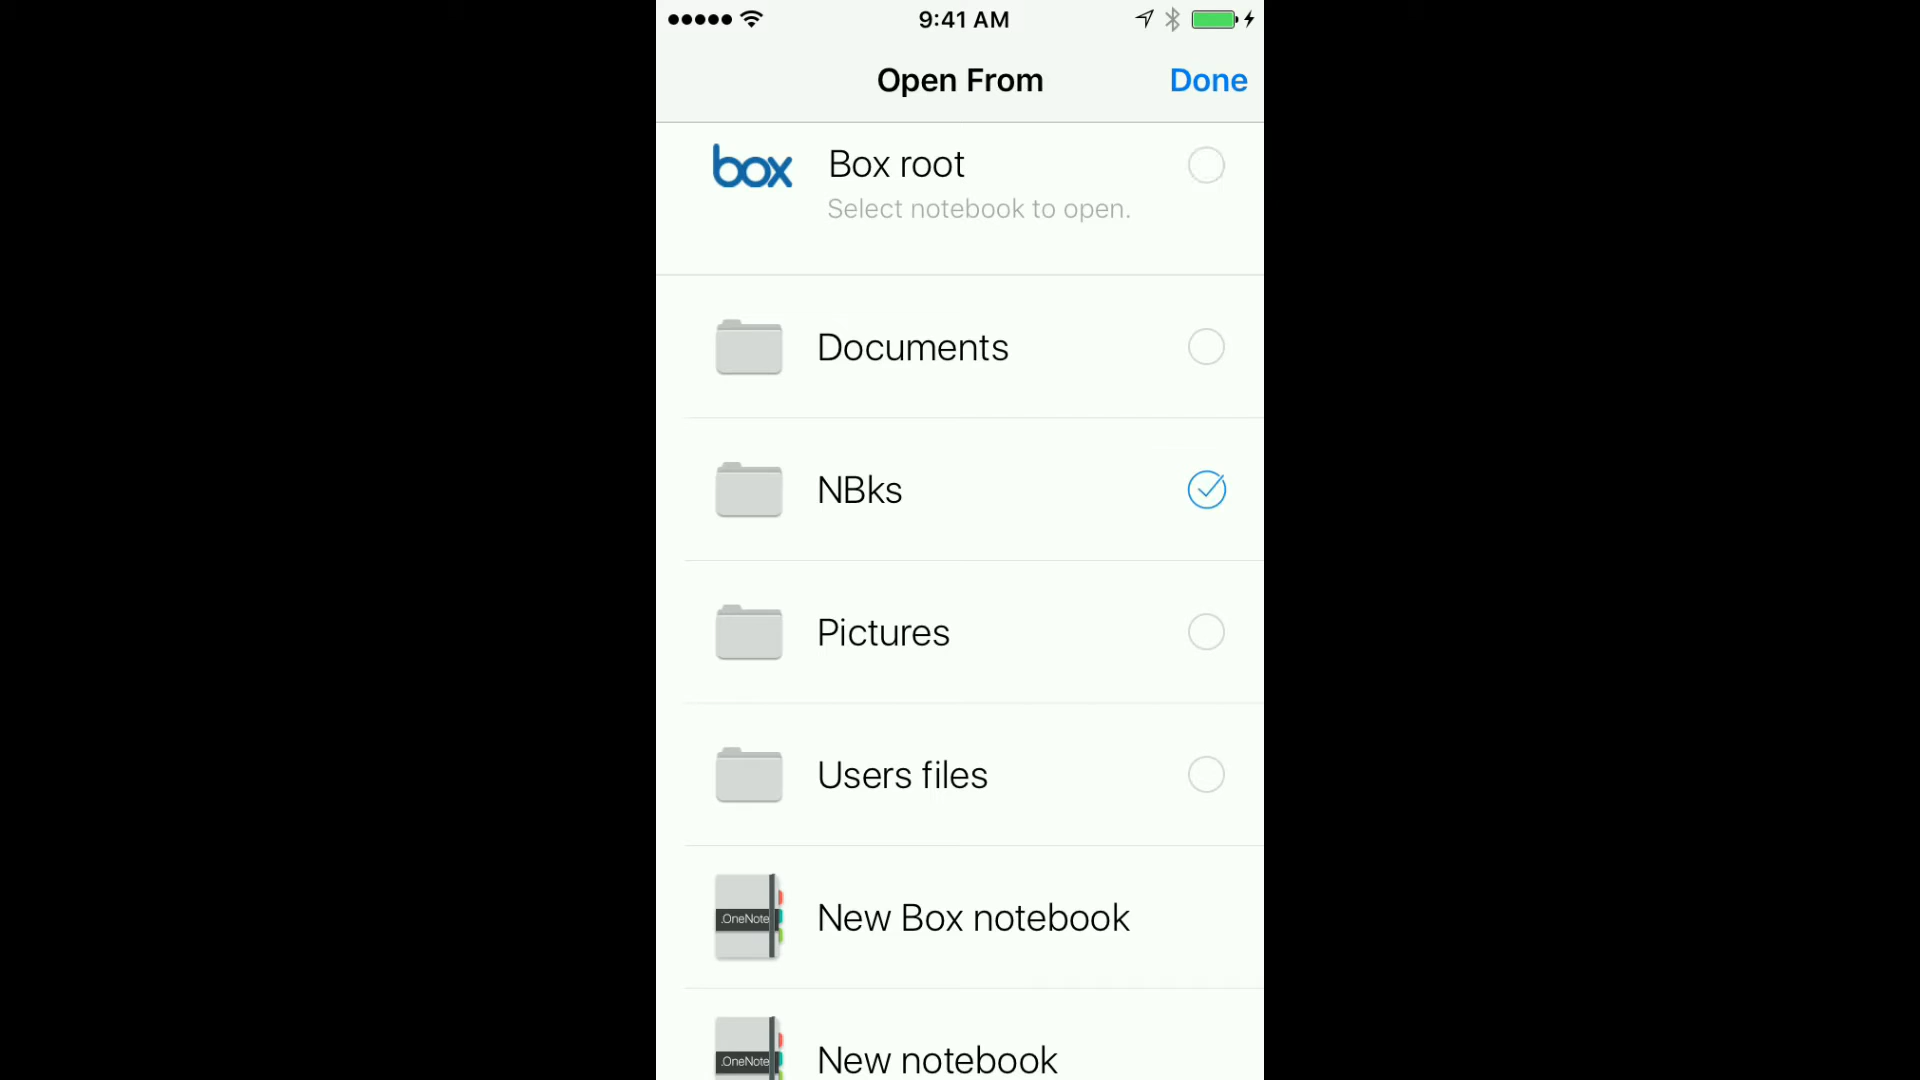 9:41 AM
Open From
Done
box
Box root
Select notebook to open.
Documents
NBks
Pictures
Users files
.OneNote
New Box notebook
.OneNote
New notebook